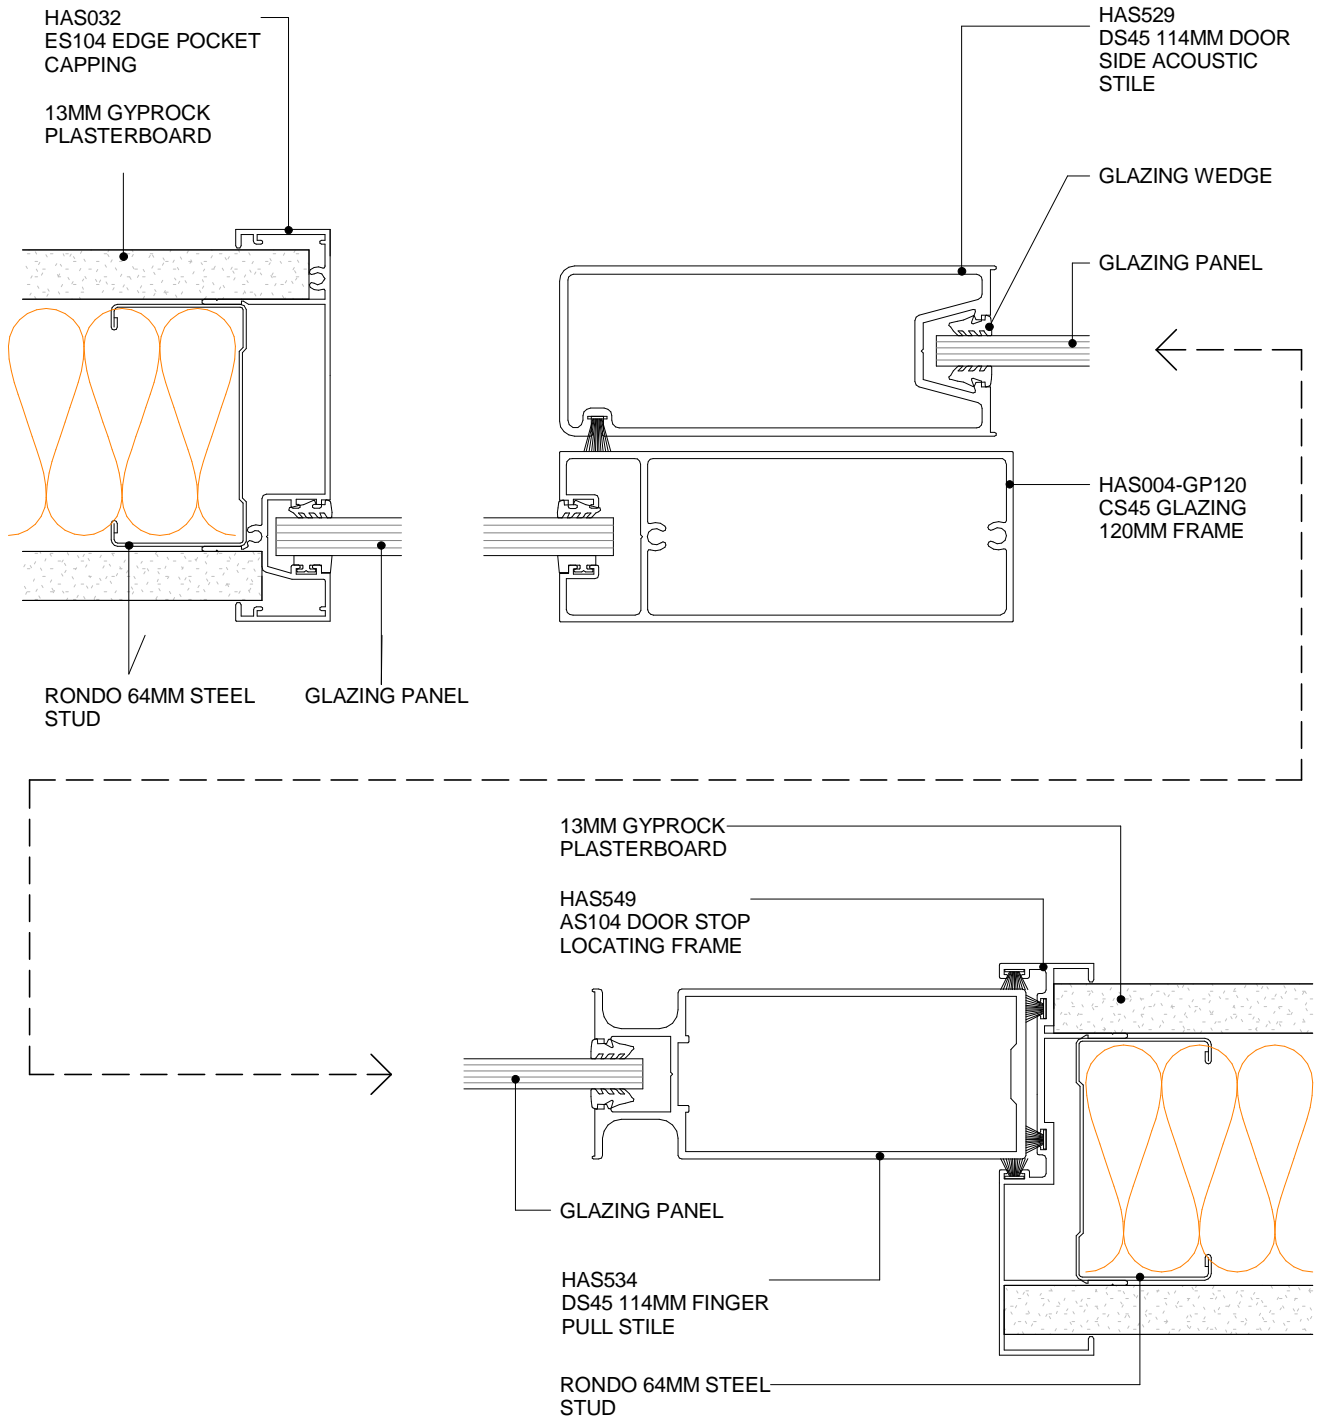 HAS032
ES104 EDGE POCKET
CAPPING
13MM GYPROCK
PLASTERBOARD
HAS529
DS45 114MM DOOR
SIDE ACOUSTIC
STILE
GLAZING WEDGE
GLAZING PANEL
HAS004-GP120
CS45 GLAZING
120MM FRAME
RONDO 64MM STEEL
STUD
GLAZING PANEL
13MM GYPROCK
PLASTERBOARD
HAS549
AS104 DOOR STOP
LOCATING FRAME
GLAZING PANEL
HAS534
DS45 114MM FINGER
PULL STILE
RONDO 64MM STEEL
STUD